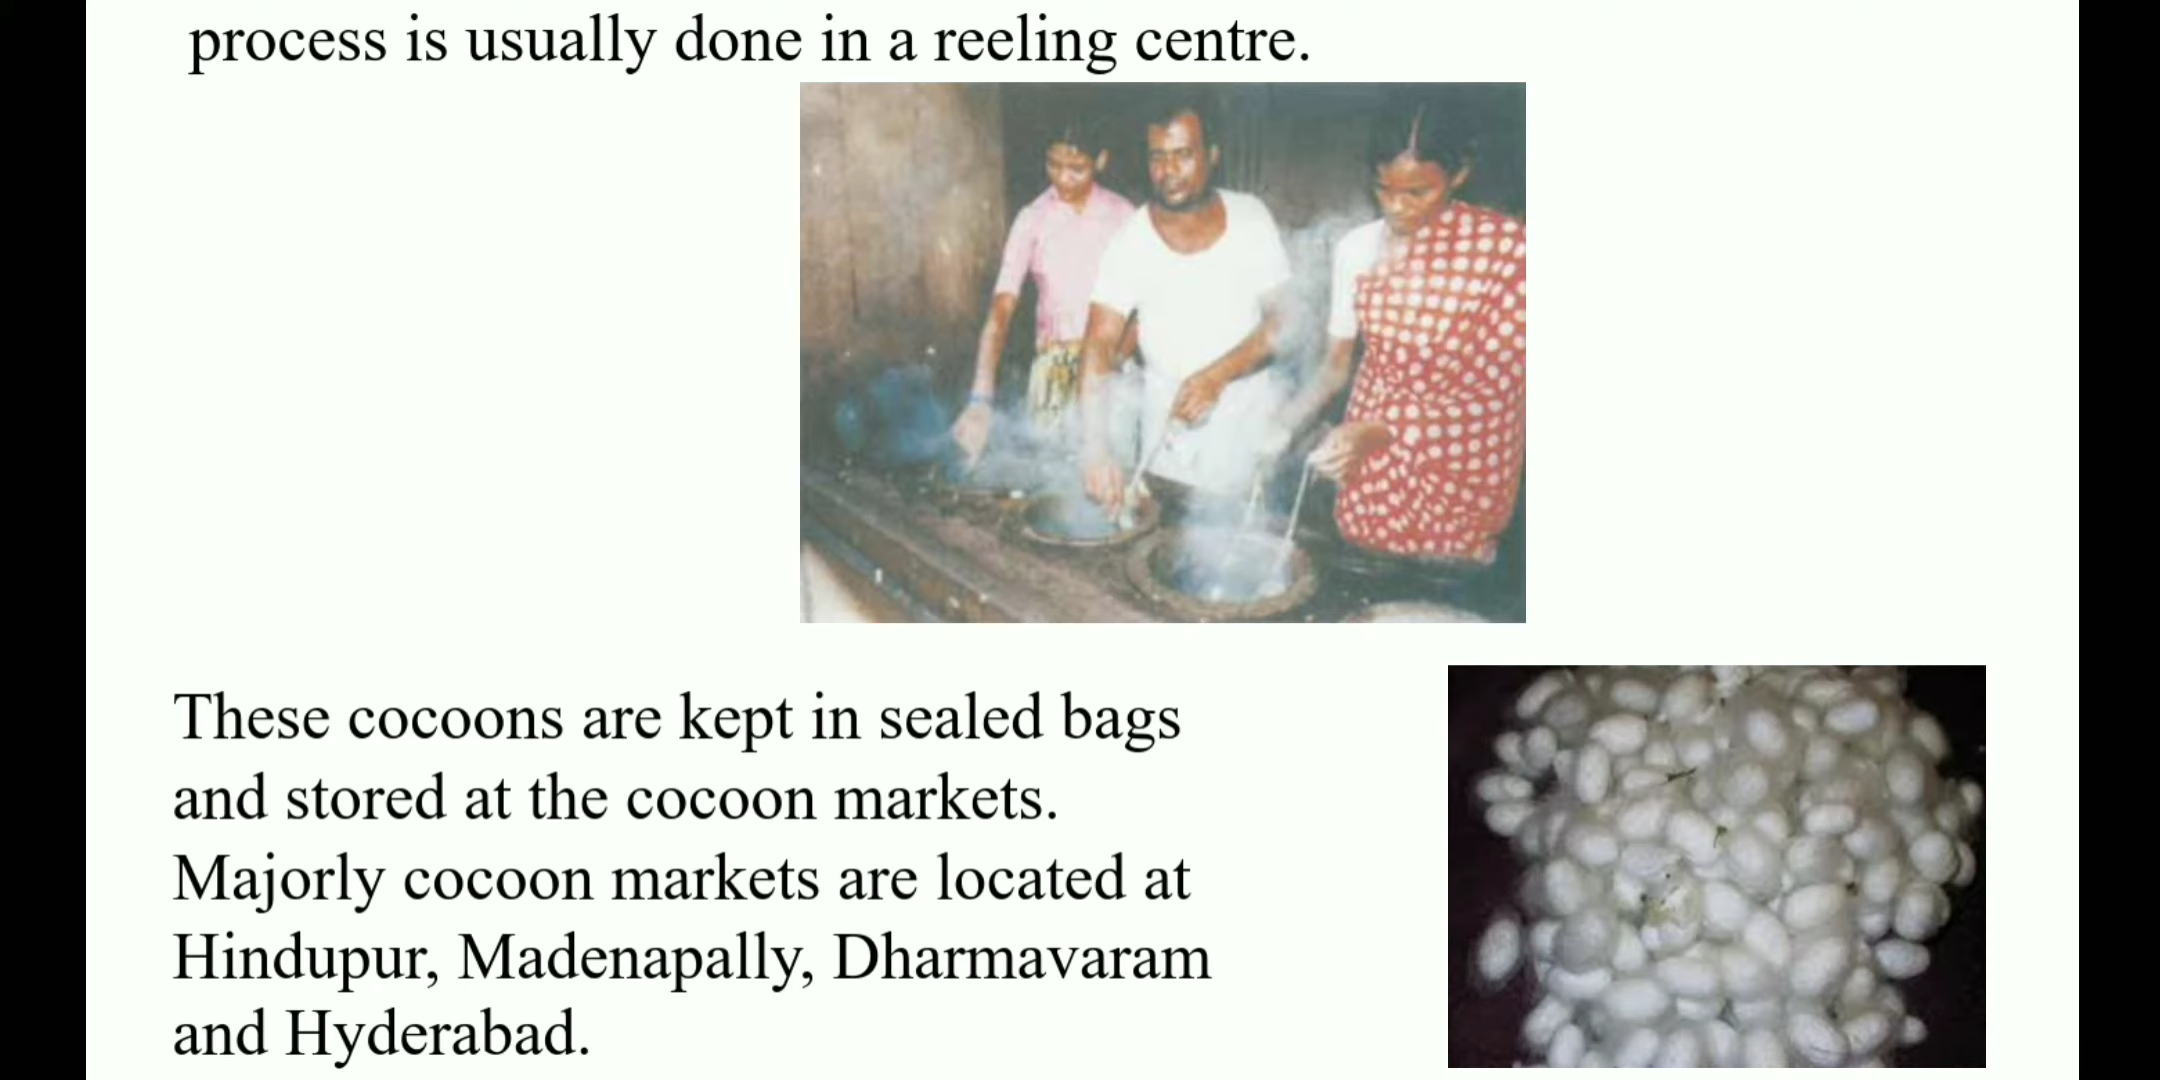 process is usually done in a reeling centre.
These cocoons are kept in sealed bags
and stored at the cocoon markets.
Majorly cocoon markets are located at
Hindupur, Madenapally, Dharmavaram
and Hyderabad.